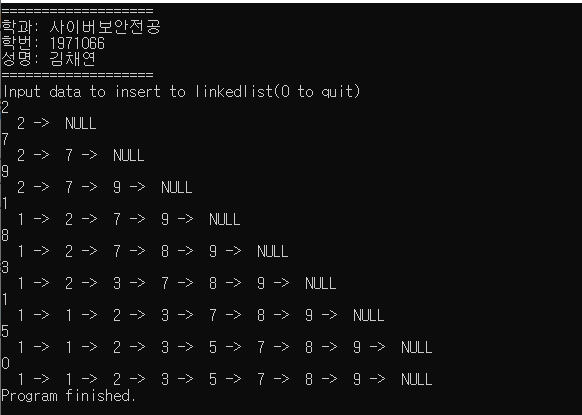 ===================
학과: 사이버보안전공
학번: 1971066
성명: 김채연
===================
Input data to insert to linkedlist(0 to quit)
2
2 -> NULL
7
2 -> 7 -> NULL
9
2 -> 7 -> 9 -> NULL
1
1 -> 2 -> 7 -> 9 -> NULL
8
1 -> 2 -> 7 -> 8 -> 9 -> NULL
3
1 -> 2 -> 3 -> 7 -> 8 -> 9 -> NULL
1
1 -> 1 -> 2 -> 3 -> 7 -> 8 -> 9 -> NULL
5
1 -> 1 -> 2 -> 3 -> 5 -> 7 -> 8 -> 9 -> NULL
0
1 -> 1 -> 2 -> 3 -> 5 -> 7 -> 8 -> 9 -> NULL
Program finished.